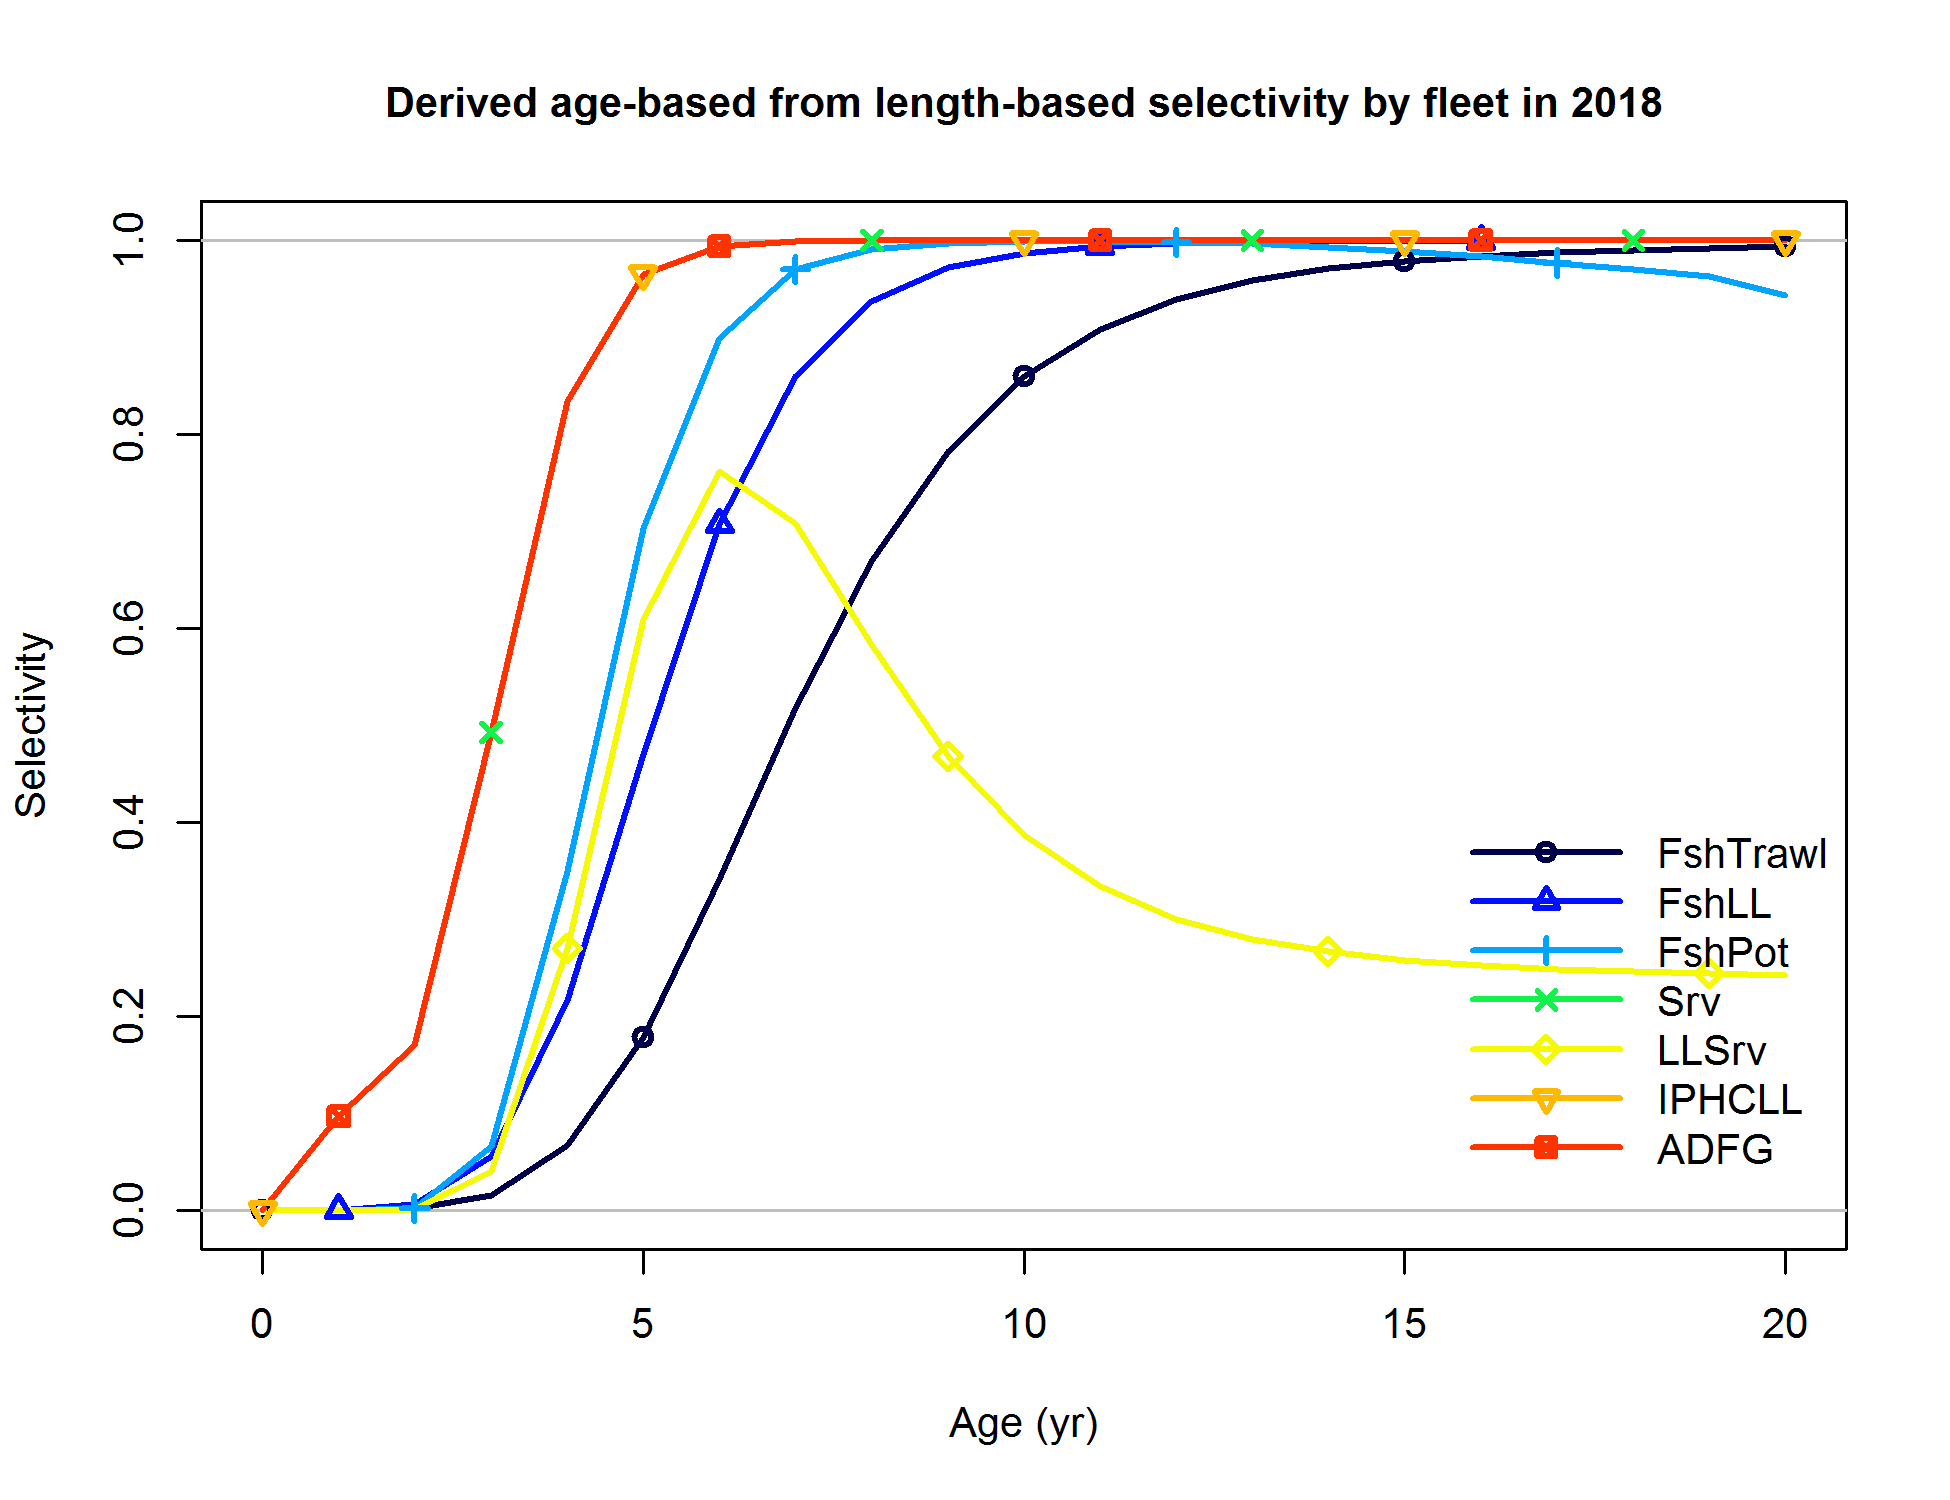 Derived age-based from length-based selectivity by fleet in 2018
1.0
0.8
0.6
0.4
0.2
0.0
Selectivity
FshTrawl
FshLL
FshPot
Srv
LLSrv
IPHCLL
ADFG
0 5 10 15 20
Age (yr)